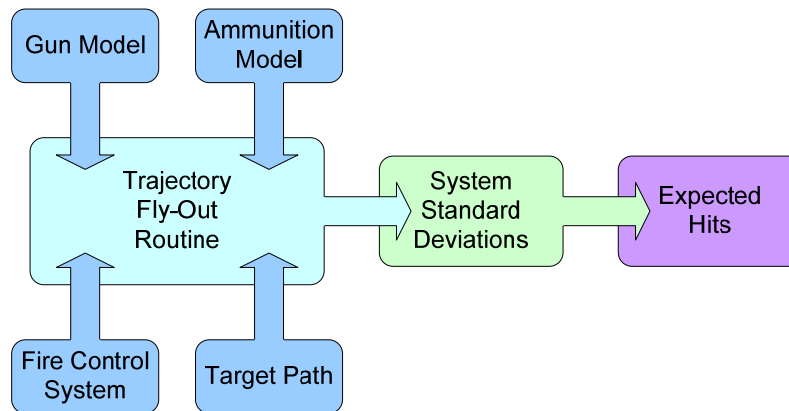 Gun Model
Ammunition
Model
Trajectory
Fly-Out
Routine
System
Standard
Deviations
Expected
Hits
Fire Control
System
Target Path